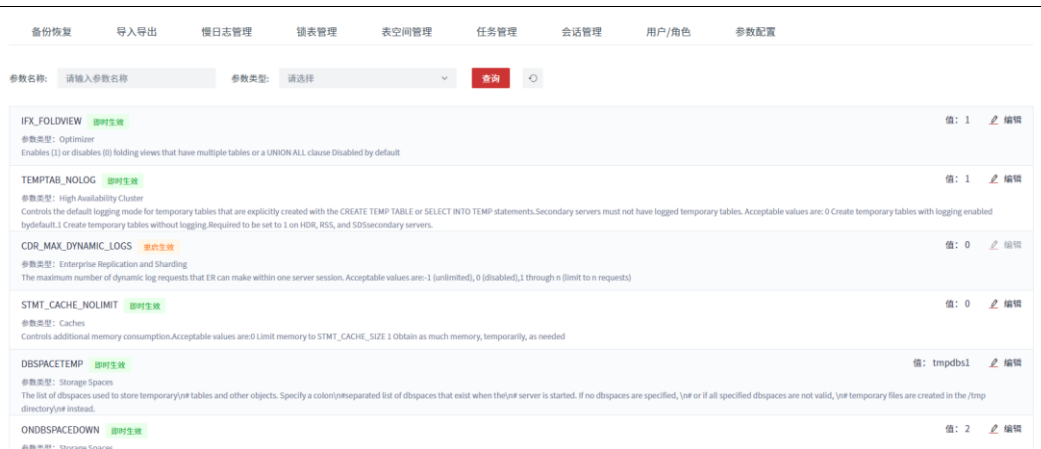 备份恢复 导入导出 慢日志管理 锁表管理 表空间管理 任务管理 会话管理 用户/角色 参数配置
参数名称: 请输入参数名称 参数类型: 请选择 查询
IFX_FOLDVIEW 即时生效 值: 1 编辑
参数类型: Optimizer
Enables (1) or disables (0) folding views that have multiple tables or a UNION ALL clause Disabled by default
TEMPTAB_NOLOG 即时生效 值: 1 编辑
参数类型: High Availability Cluster
Controls the default logging mode for temporary tables that are explicitly created with the CREATE TEMP TABLE or SELECT INTO TEMP statements.Secondary servers must not have logged temporary tables. Acceptable values are: 0 Create temporary tables with logging enabled
bydefault.1 Create temporary tables without logging.Required to be set to 1 on HDR, RSS, and SDSsecondary servers.
CDR_MAX_DYNAMIC_LOGS 重启生效 值: 0 编辑
参数类型: Enterprise Replication and Sharding
The maximum number of dynamic log requests that ER can make within one server session. Acceptable values are:-1 (unlimited), 0 (disabled),1 through n (limit to n requests)
STMT_CACHE_NOLIMIT 即时生效 值: 0 编辑
参数类型: Caches
Controls additional memory consumption.Acceptable values are:0 Limit memory to STMT_CACHE_SIZE 1 Obtain as much memory, temporarily, as needed
DBSPACETEMP 即时生效 值: tmpdbs1 编辑
参数类型: Storage Spaces
The list of dbspaces used to store temporary\n# tables and other objects. Specify a colon\n#separated list of dbspaces that exist when the\n# server is started. If no dbspaces are specified, \n# or if all specified dbspaces are not valid, \n# temporary files are created in the /tmp
directory\n# instead.
ONDBSPACEDOWN 即时生效 值: 2 编辑
参数类型: Storage Spaces